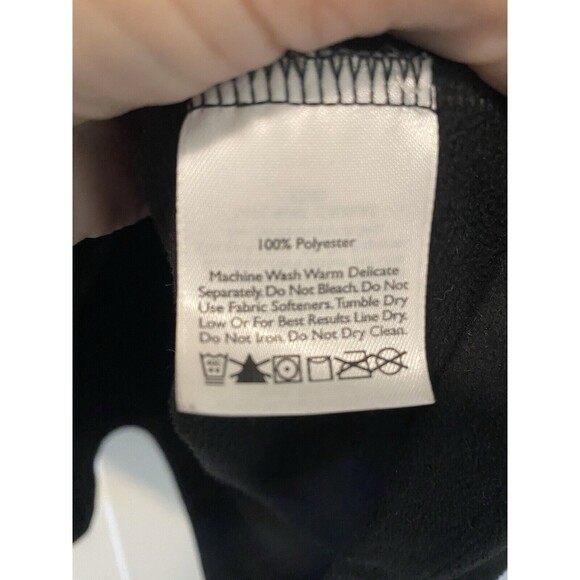 100% Polyester
Machine Wash Warm Delicate
Separately. Do Not Bleach. Do Not
Use Fabric Softeners. Tumble Dry
Low Or For Best Results Line Dry.
Do Not Iron. Do Not Dry Clean.